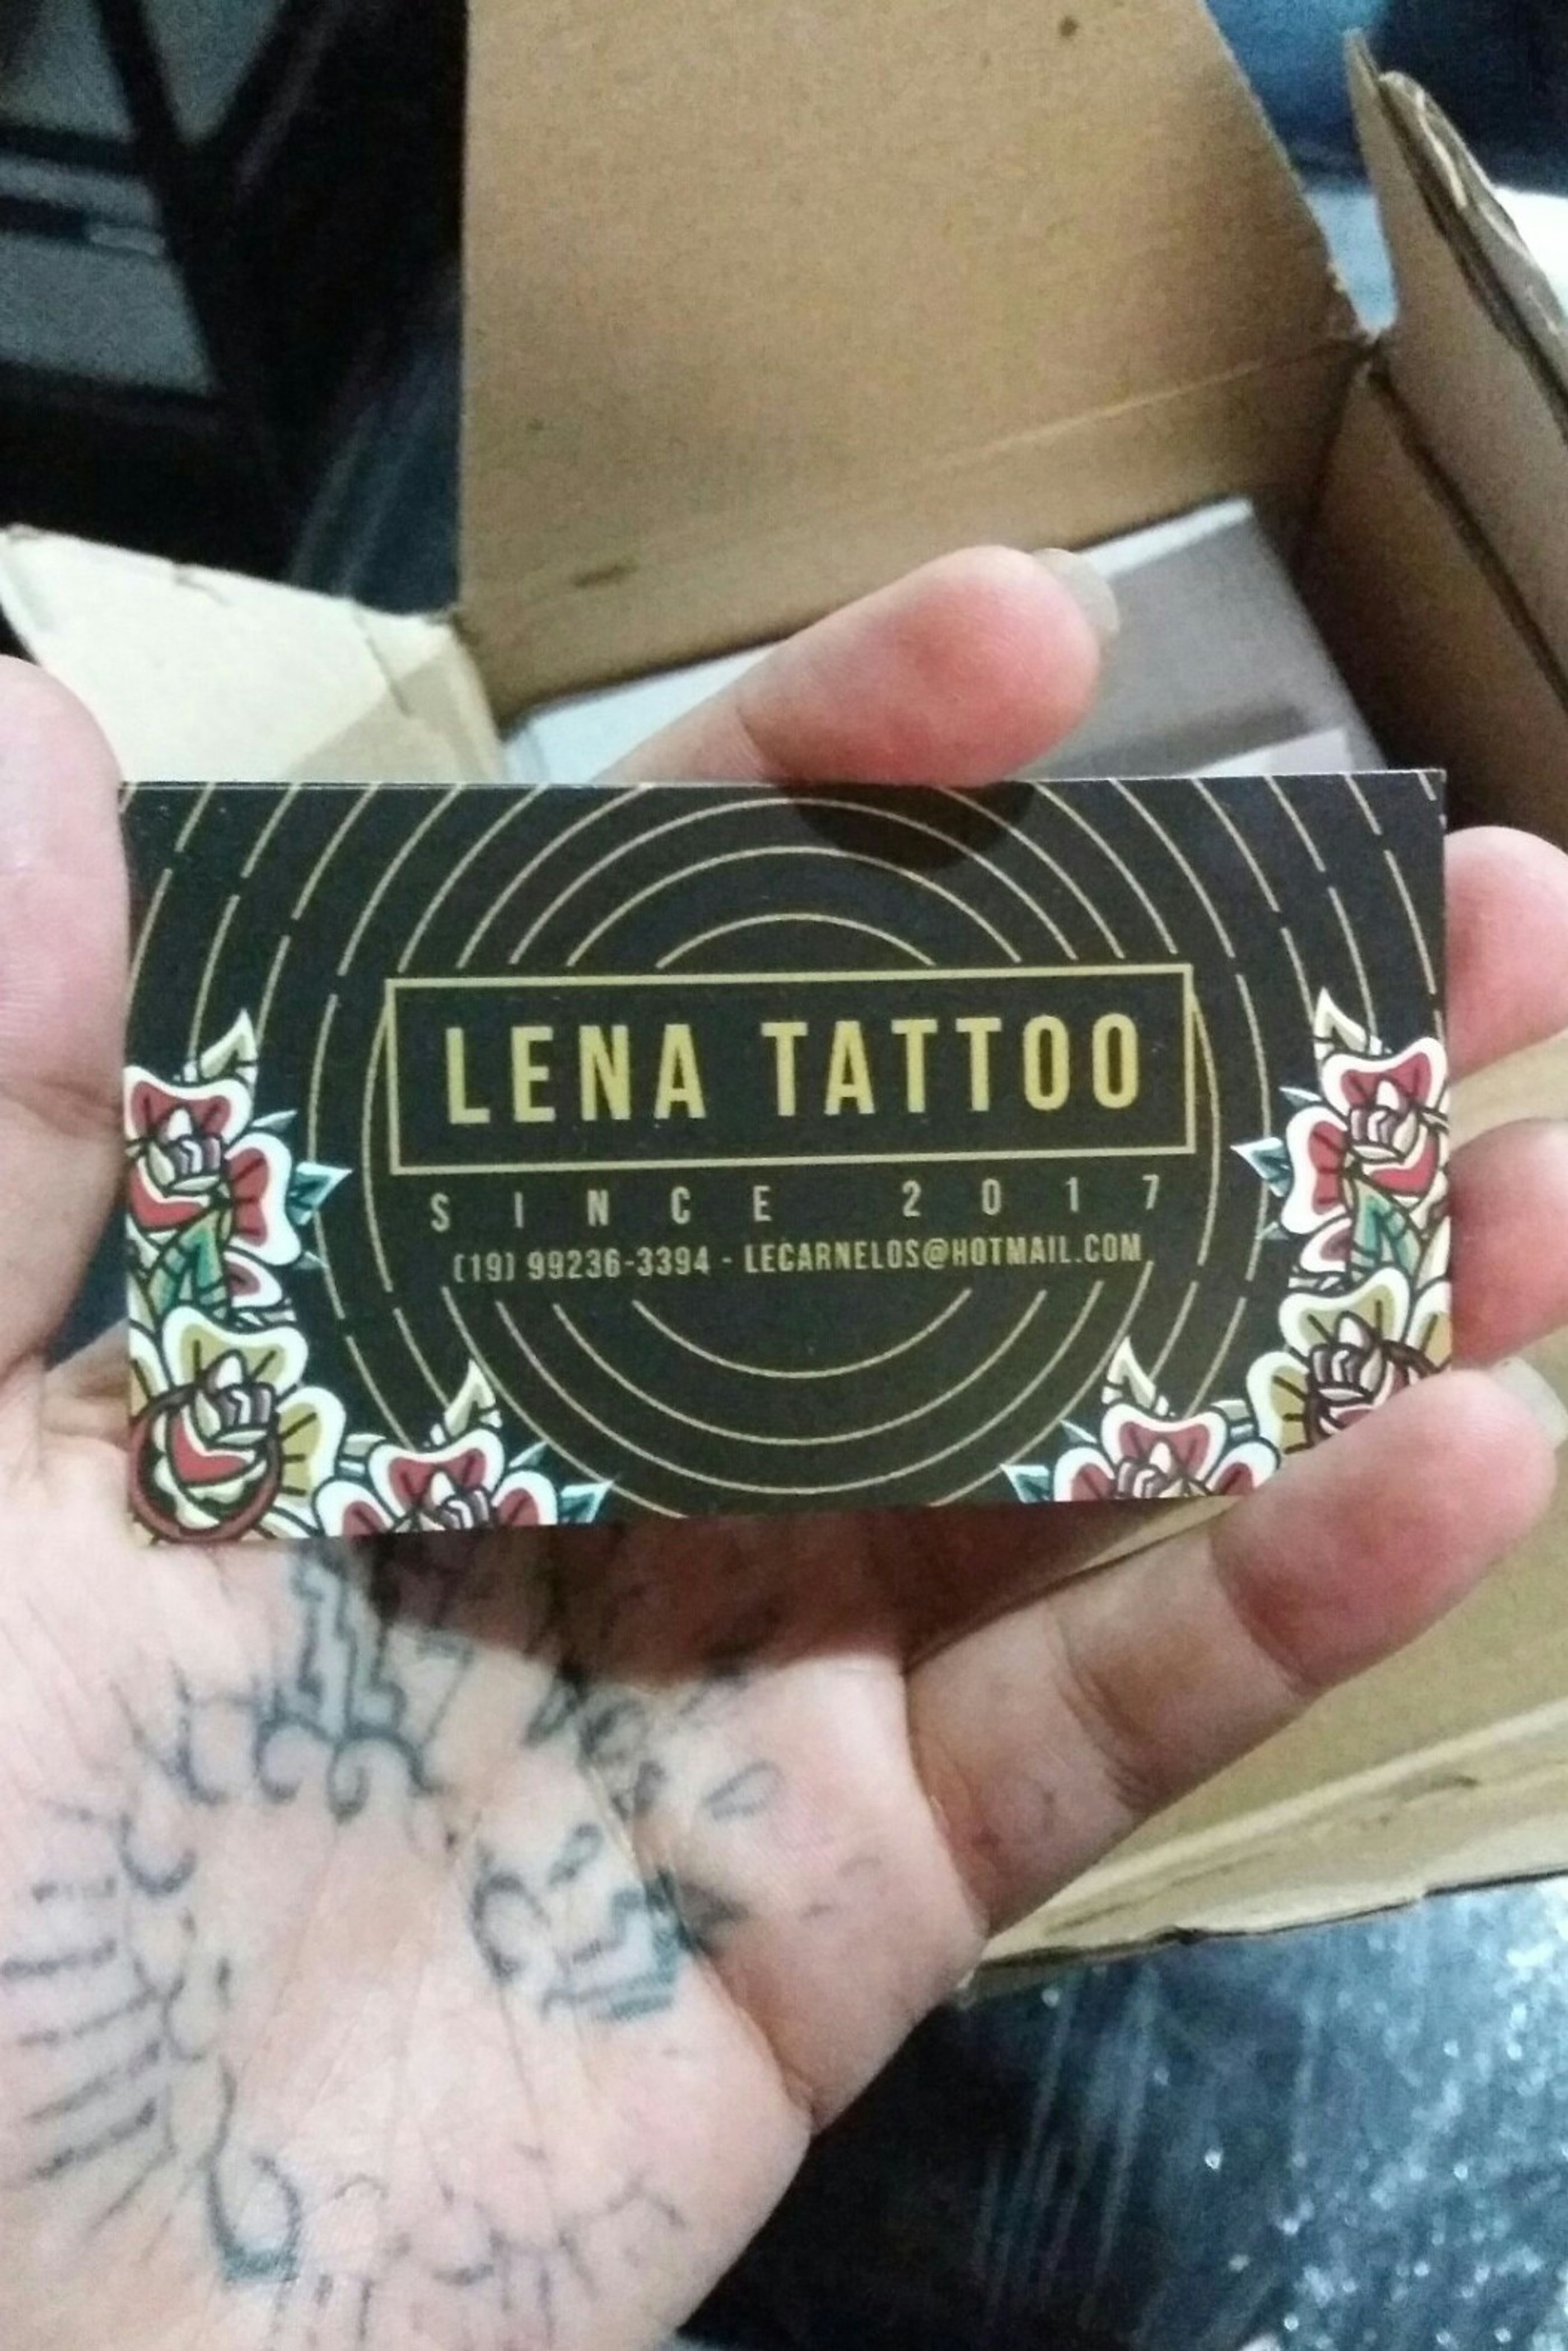 LENA TATTOO
SINCE 2017
(19) 99236-3394 - LECARNELOS@HOTMAIL.COM